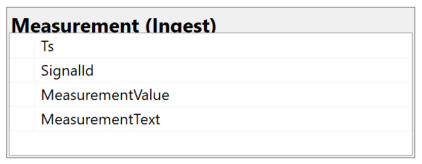 Measurement (Ingest)
Ts
SignalId
MeasurementValue
MeasurementText